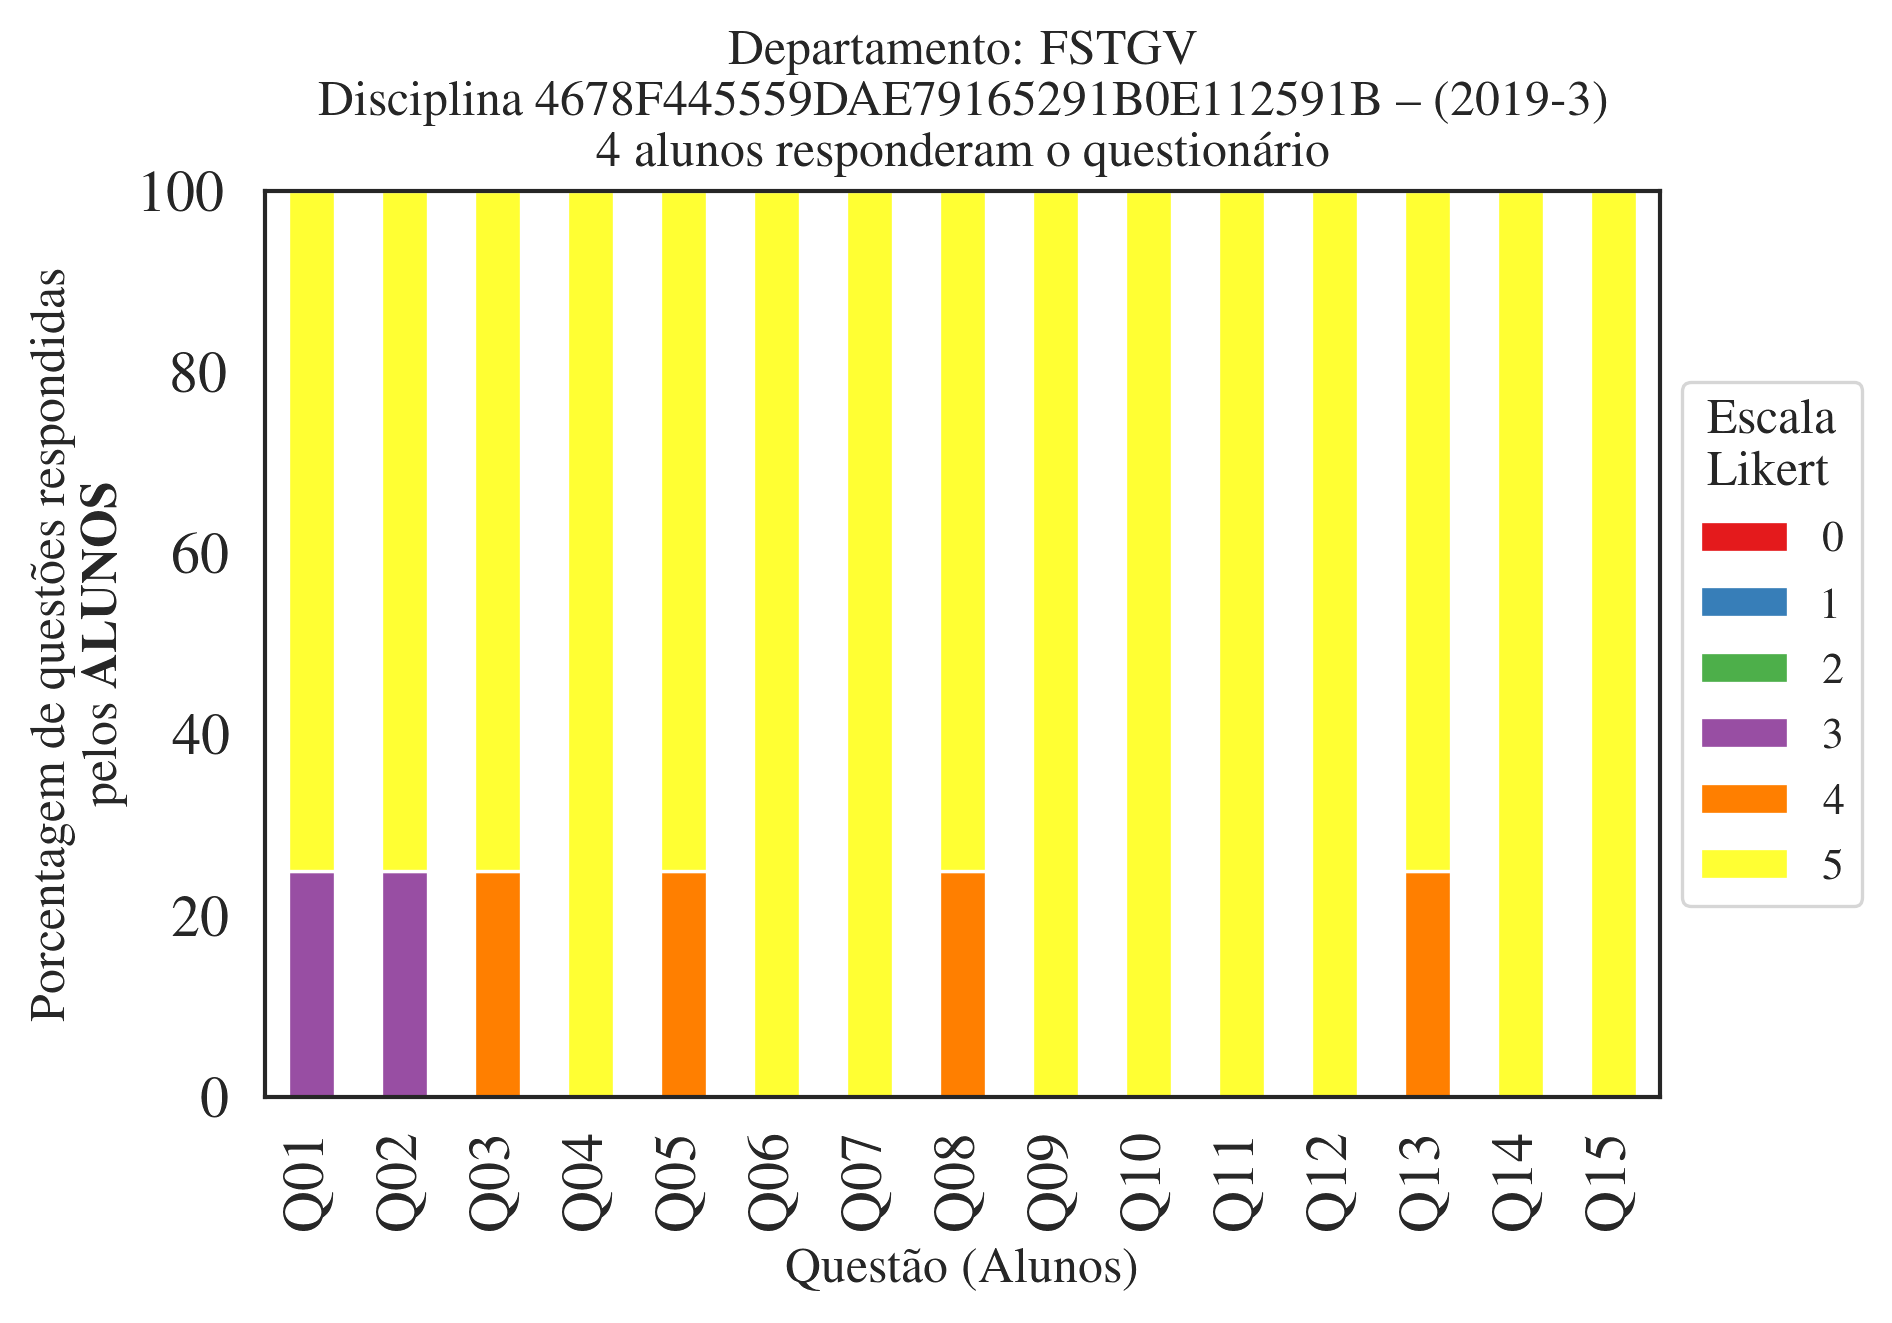 Departamento: FSTGV
Disciplina 4678F445559DAE79165291B0E112591B – (2019-3)
4 alunos responderam o questionário
Porcentagem de questões respondidas
pelos ALUNOS
100
80
60
40
20
0
Q01
Q02
Q03
Q04
Q05
Q06
Q07
Q08
Q09
Q10
Q11
Q12
Q13
Q14
Q15
Questão (Alunos)
Escala
Likert
0
1
2
3
4
5